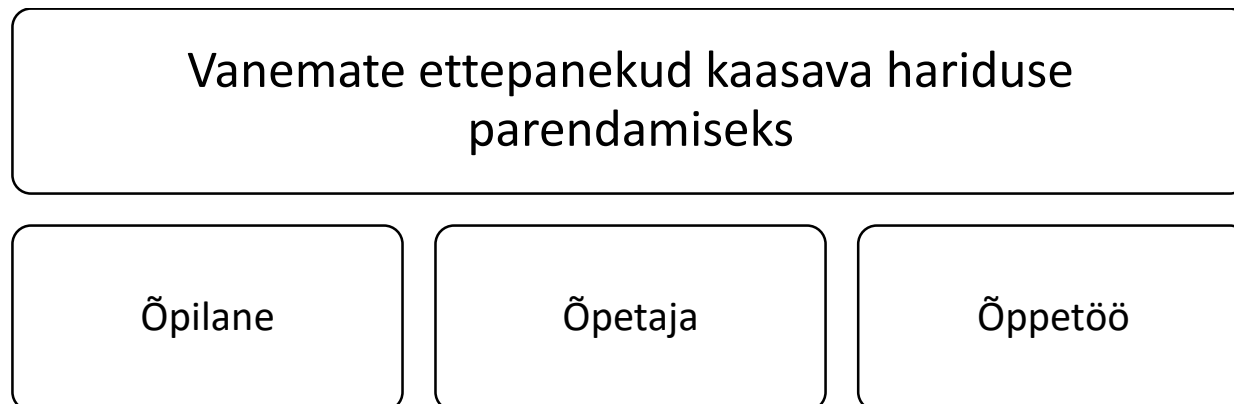 Vanemate ettepanekud kaasava hariduse
parendamiseks
Õpilane
Õpetaja
Õppetöö